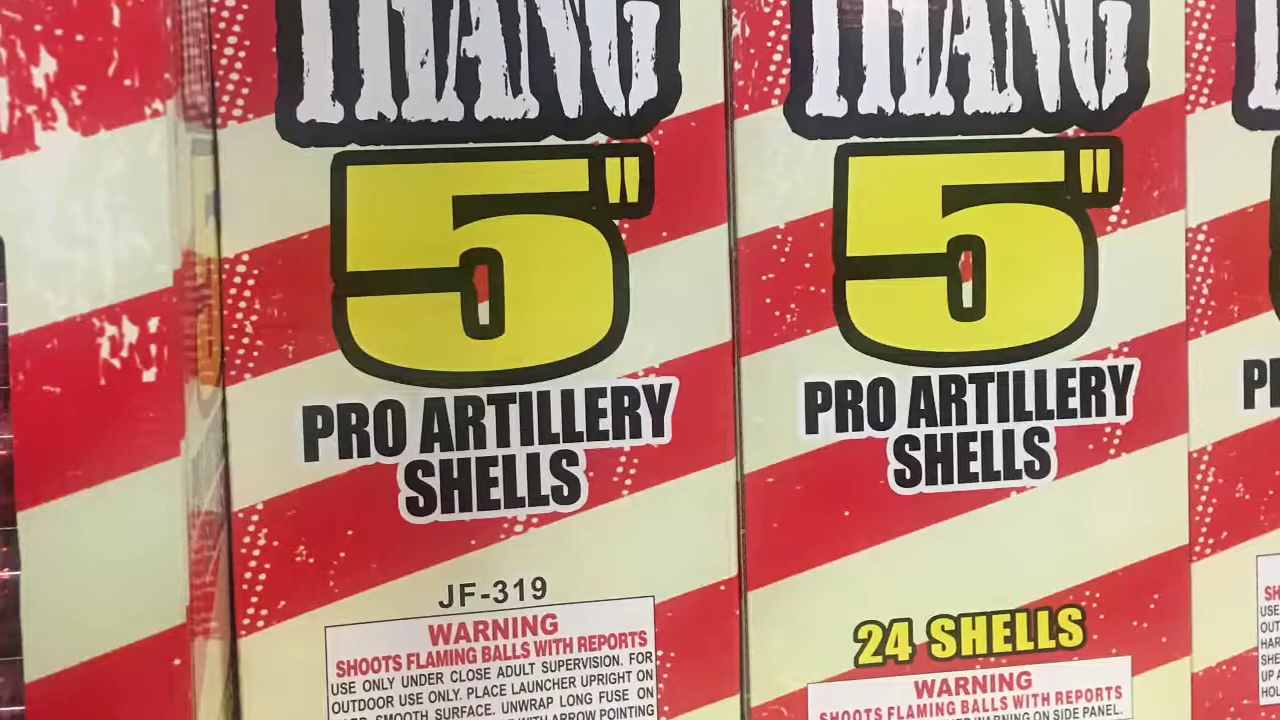 THANG
5"
PRO ARTILLERY
SHELLS
JF-319
WARNING
SHOOTS FLAMING BALLS WITH REPORTS
USE ONLY UNDER CLOSE ADULT SUPERVISION. FOR
OUTDOOR USE ONLY. PLACE LAUNCHER UPRIGHT ON
SMOOTH SURFACE. UNWRAP LONG FUSE ON
WITH ARROW POINTING
THANG
5"
PRO ARTILLERY
SHELLS
24 SHELLS
WARNING
SHOOTS FLAMING BALLS WITH REPORTS
WARNING ON SIDE PANEL.